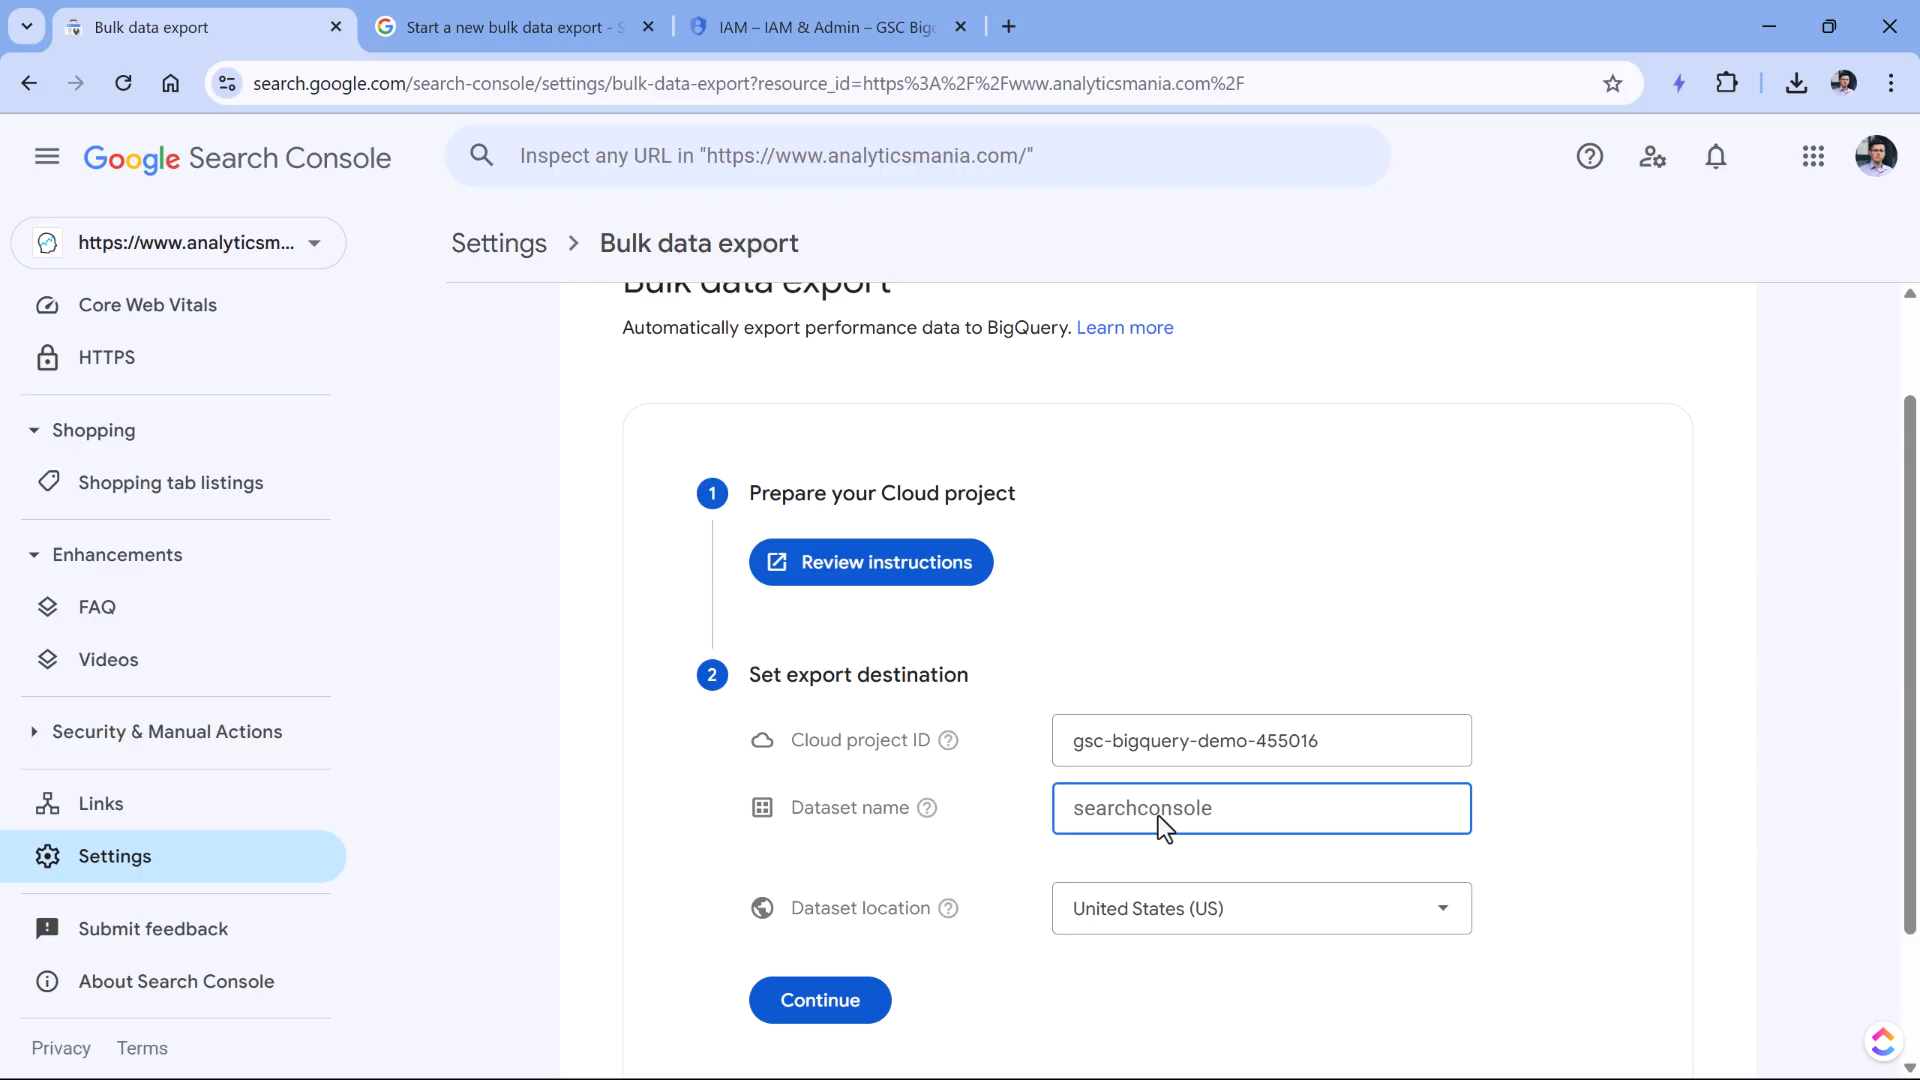 Bulk data export
Start a new bulk data export - S
IAM – IAM & Admin – GSC Big
search.google.com/search-console/settings/bulk-data-export?resource_id=https%3A%2F%2Fwww.analyticsmania.com%2F
Google Search Console
Inspect any URL in "https://www.analyticsmania.com/"
https://www.analyticsm...
Settings
Bulk data export
Core Web Vitals
HTTPS
Shopping
Shopping tab listings
Enhancements
FAQ
Videos
Security & Manual Actions
Links
Settings
Submit feedback
About Search Console
Privacy
Terms
Bulk data export
Automatically export performance data to BigQuery. Learn more
1
Prepare your Cloud project
Review instructions
2
Set export destination
Cloud project ID
gsc-bigquery-demo-455016
Dataset name
searchconsole
Dataset location
United States (US)
Continue